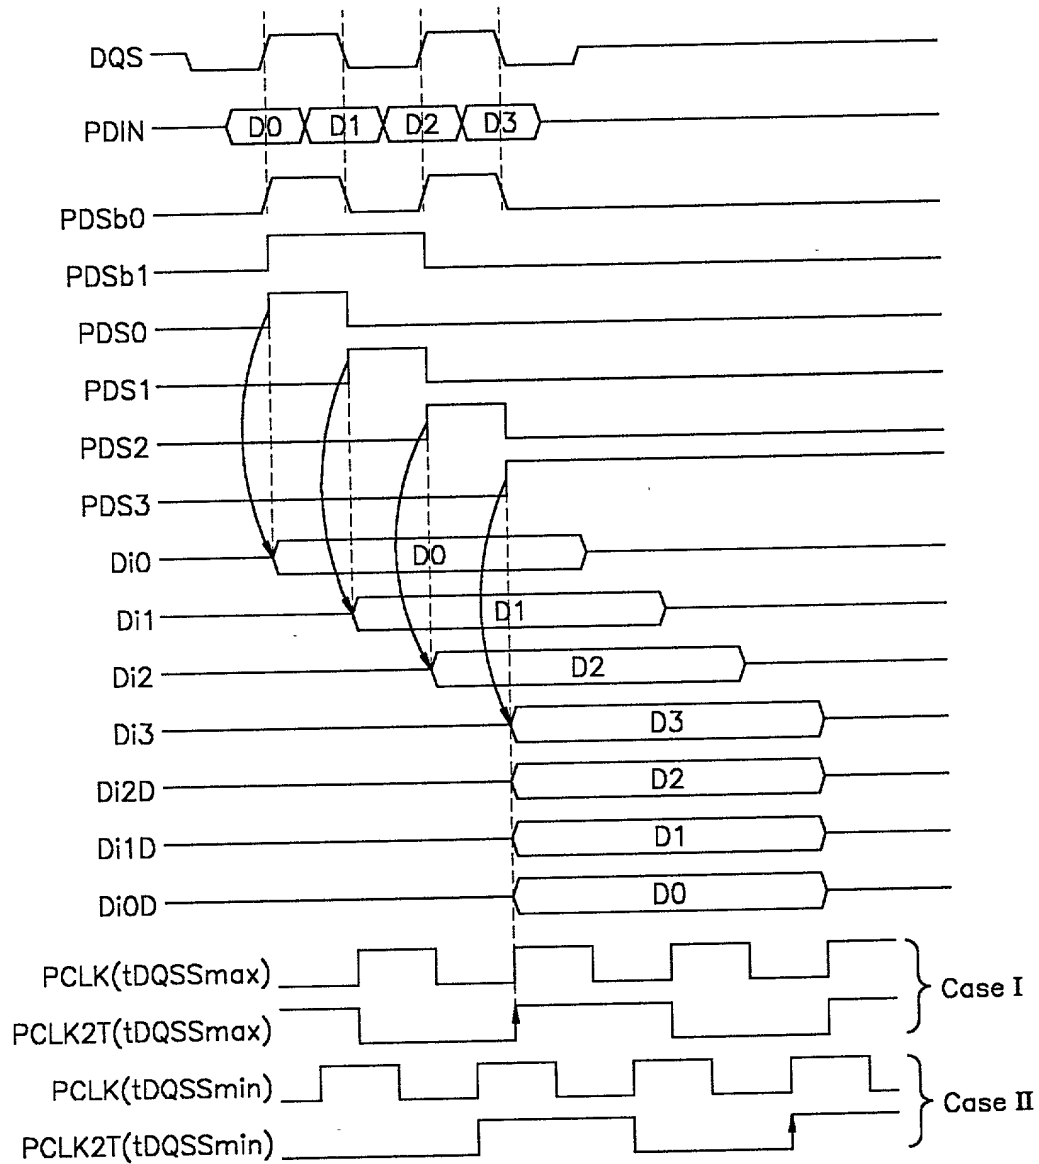 DQS
PDIN D0 D1 D2 D3
PDSb0
PDSb1
PDS0
PDS1
PDS2
PDS3
Di0 D0
Di1 D1
Di2 D2
Di3 D3
Di2D D2
Di1D D1
Di0D D0
PCLK(tDQSSmax)
Case I
PCLK2T(tDQSSmax)
PCLK(tDQSSmin)
Case II
PCLK2T(tDQSSmin)